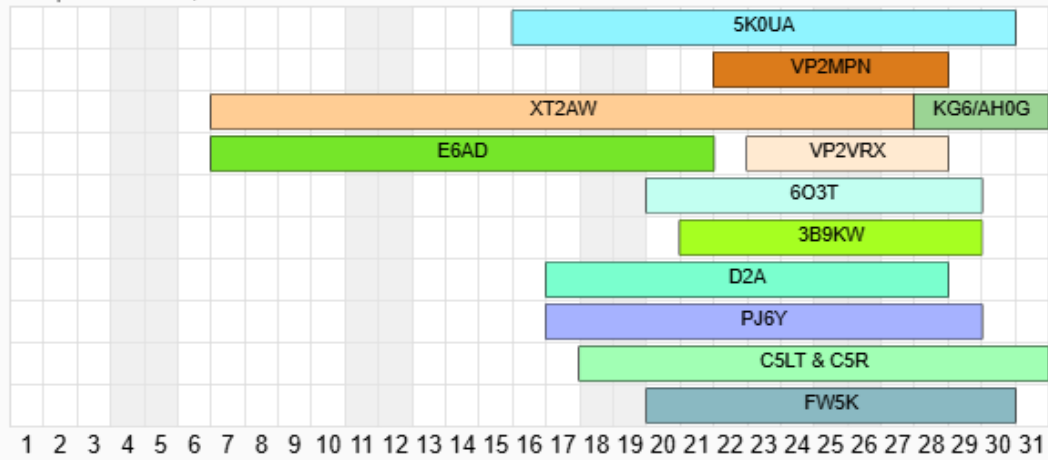 5K0UA
VP2MPN
XT2AW KG6/AH0G
E6AD VP2VRX
6O3T
3B9KW
D2A
PJ6Y
C5LT & C5R
FW5K
1 2 3 4 5 6 7 8 9 10 11 12 13 14 15 16 17 18 19 20 21 22 23 24 25 26 27 28 29 30 31